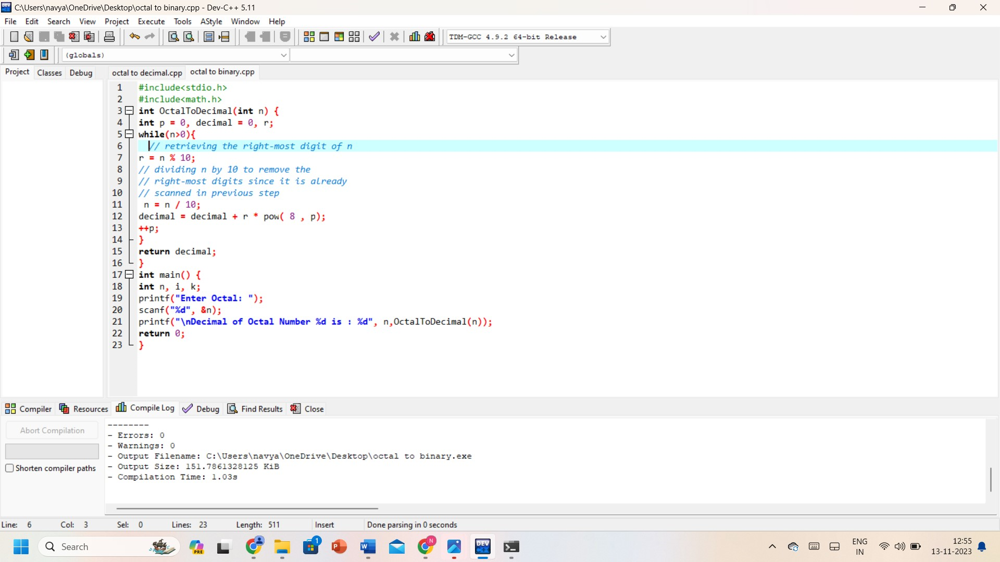 C:\Users\navya\OneDrive\Desktop\octal to binary.cpp - Dev-C++ 5.11
File Edit Search View Project Execute Tools AStyle Window Help
TDM-GCC 4.9.2 64-bit Release
(globals)
Project Classes Debug octal to decimal.cpp octal to binary.cpp
1 #include<stdio.h>
2 #include<math.h>
3 int OctalToDecimal(int n) {
4 int p = 0, decimal = 0, r;
5 while(n>0){
6 // retrieving the right-most digit of n
7 r = n % 10;
8 // dividing n by 10 to remove the
9 // right-most digits since it is already
10 // scanned in previous step
11 n = n / 10;
12 decimal = decimal + r * pow( 8 , p);
13 ++p;
14 }
15 return decimal;
16 }
17 int main() {
18 int n, i, k;
19 printf("Enter Octal: ");
20 scanf("%d", &n);
21 printf("\nDecimal of Octal Number %d is : %d", n,OctalToDecimal(n));
22 return 0;
23 }
Compiler Resources Compile Log Debug Find Results Close
Abort Compilation
Shorten compiler paths
--------
- Errors: 0
- Warnings: 0
- Output Filename: C:\Users\navya\OneDrive\Desktop\octal to binary.exe
- Output Size: 151.7861328125 KiB
- Compilation Time: 1.03s
Line: 6 Col: 3 Sel: 0 Lines: 23 Length: 511 Insert Done parsing in 0 seconds
Search
PRE
1
P
W
N
DEV C++
ENG
IN
12:55
13-11-2023